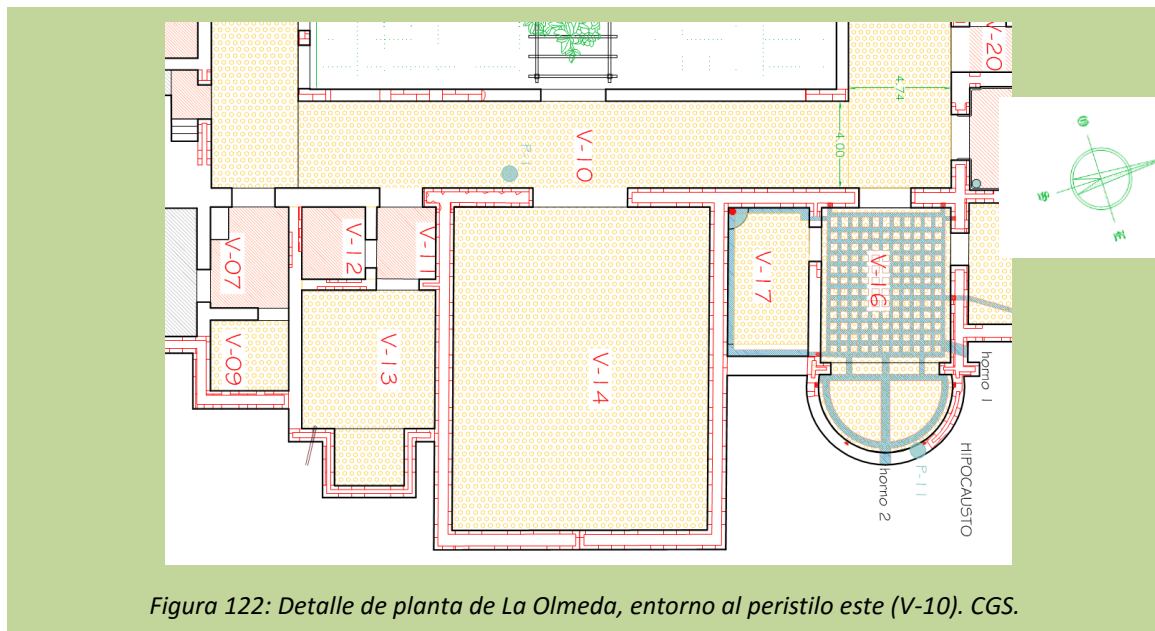 V-20
4.74
4.00
V-10
P-I
V-07
V-12
V-11
V-17
V-16
V-09
V-13
V-14
horno 1
HIPOCAUSTO
P-11
horno 2
Figura 122: Detalle de planta de La Olmeda, entorno al peristilo este (V-10). CGS.